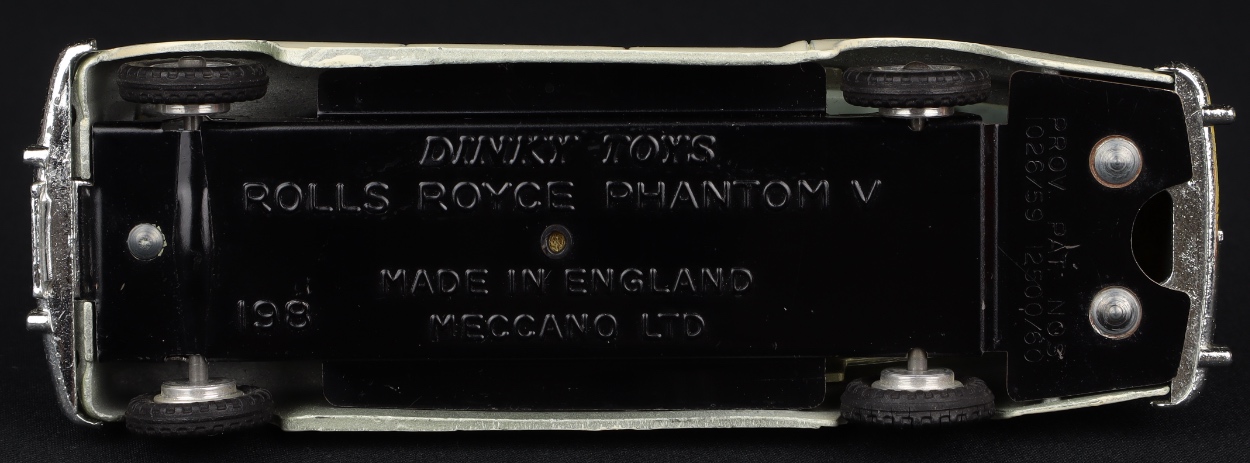 DINKY TOYS
ROLLS ROYCE PHANTOM V
MADE IN ENGLAND
198
MECCANO LTD
PROV. PAT. NOS
1026/59 12500/60